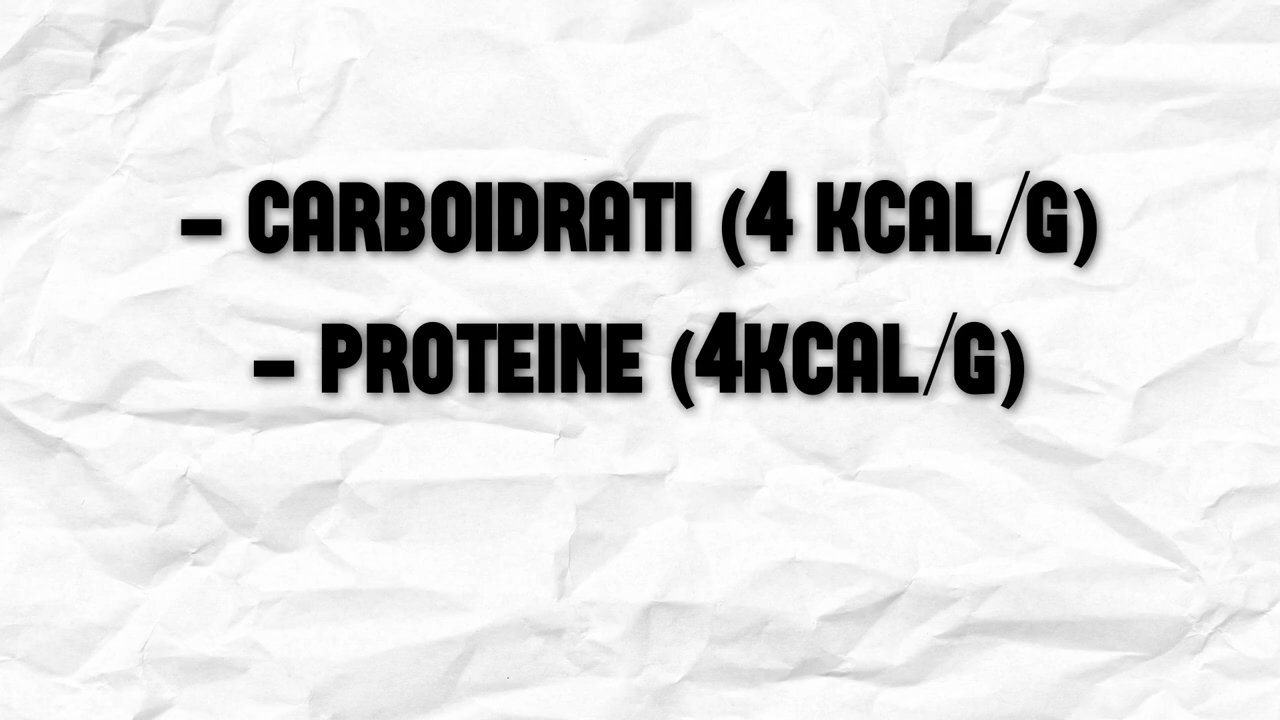 - CARBOIDRATI (4 KCAL/G)
- PROTEINE (4KCAL/G)